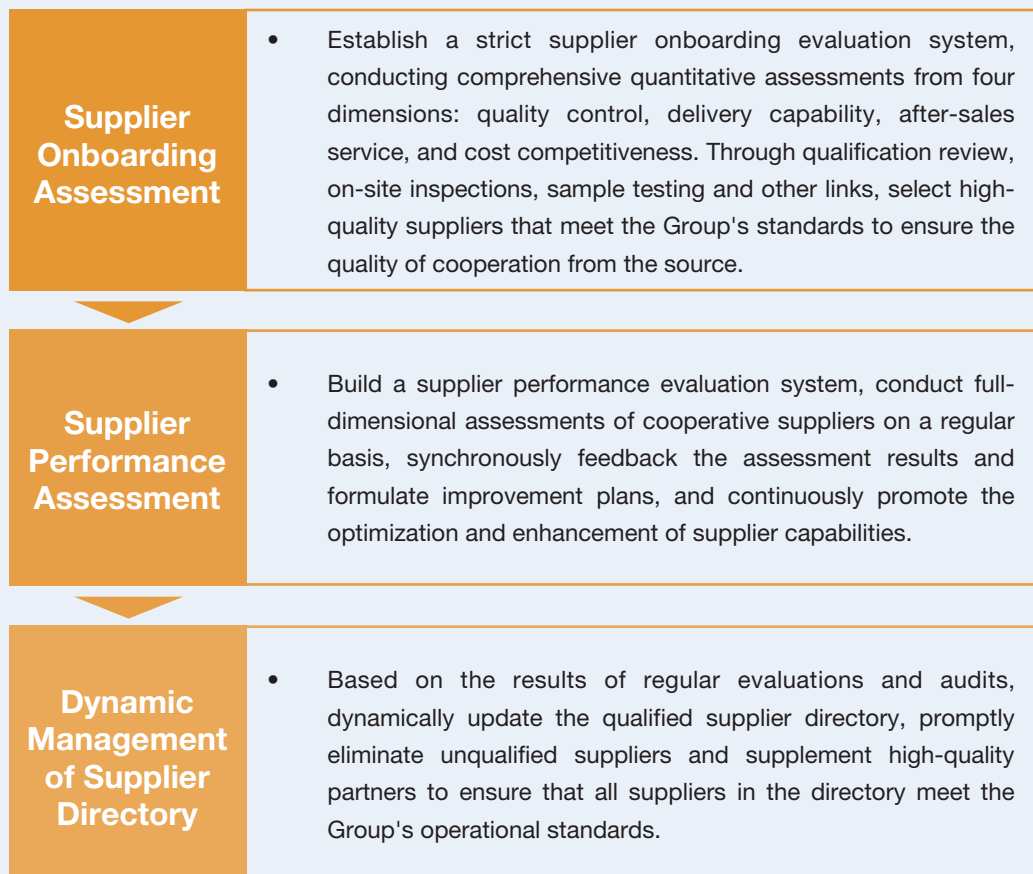 Supplier
Onboarding
Assessment
• Establish a strict supplier onboarding evaluation system,
conducting comprehensive quantitative assessments from four
dimensions: quality control, delivery capability, after-sales
service, and cost competitiveness. Through qualification review,
on-site inspections, sample testing and other links, select high-
quality suppliers that meet the Group's standards to ensure the
quality of cooperation from the source.
Supplier
Performance
Assessment
• Build a supplier performance evaluation system, conduct full-
dimensional assessments of cooperative suppliers on a regular
basis, synchronously feedback the assessment results and
formulate improvement plans, and continuously promote the
optimization and enhancement of supplier capabilities.
Dynamic
Management
of Supplier
Directory
• Based on the results of regular evaluations and audits,
dynamically update the qualified supplier directory, promptly
eliminate unqualified suppliers and supplement high-quality
partners to ensure that all suppliers in the directory meet the
Group's operational standards.